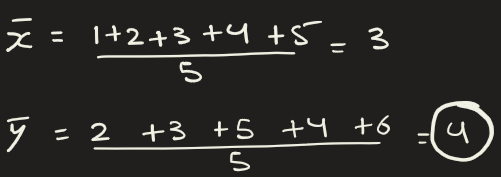 x̄ = 1+2+3+4+5 / 5 = 3
ȳ = 2 +3 +5 +4 +6 / 5 = 4